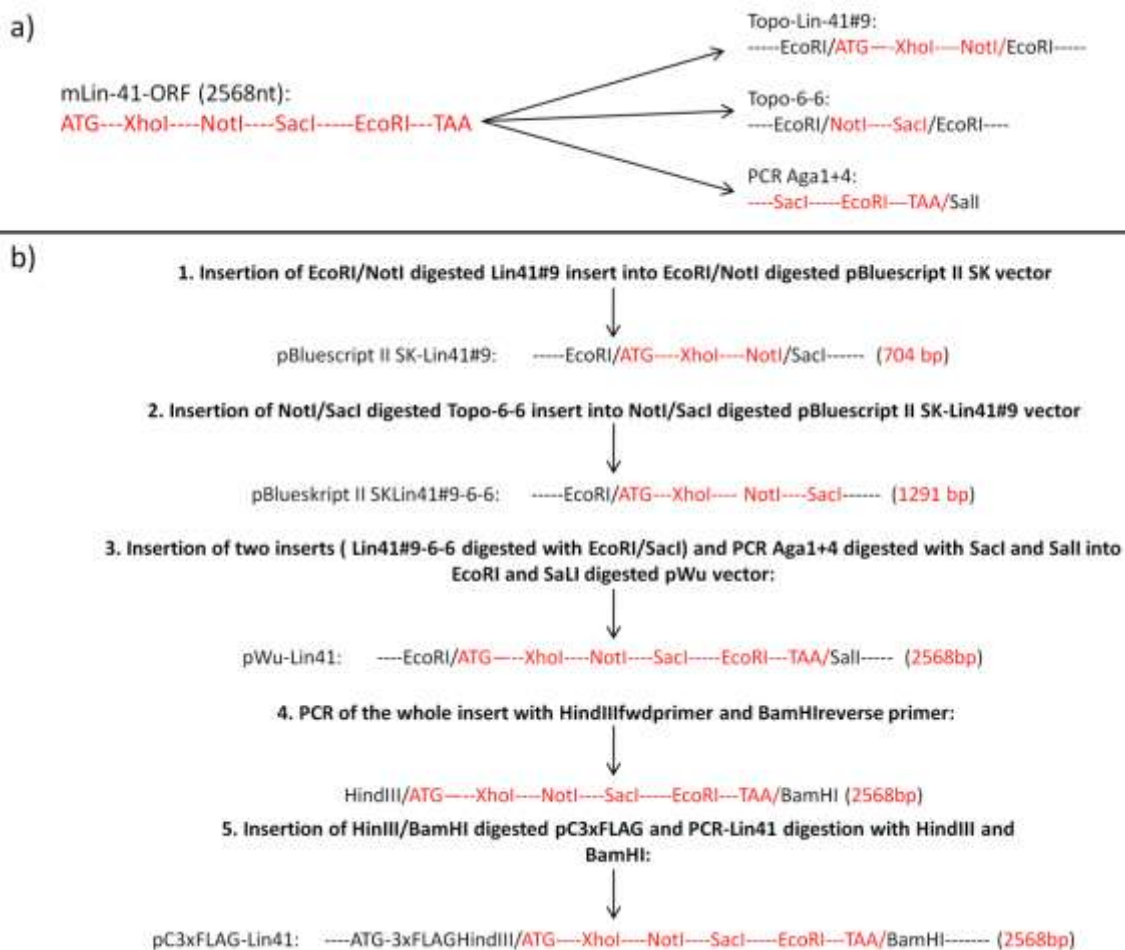 a)
Topo-Lin-41#9:
-----EcoRI/ATG----XhoI----NotI/EcoRI-----
mLin-41-ORF (2568nt):
ATG---XhoI----NotI----SacI-----EcoRI---TAA
Topo-6-6:
----EcoRI/NotI----SacI/EcoRI----
PCR Aga1+4:
----SacI-----EcoRI---TAA/SalI
b)
1. Insertion of EcoRI/NotI digested Lin41#9 insert into EcoRI/NotI digested pBluescript II SK vector
pBluescript II SK-Lin41#9: -----EcoRI/ATG----XhoI----NotI/SacI------ (704 bp)
2. Insertion of NotI/SacI digested Topo-6-6 insert into NotI/SacI digested pBluescript II SK-Lin41#9 vector
pBlueskript II SKLin41#9-6-6: -----EcoRI/ATG---XhoI---- NotI----SacI------ (1291 bp)
3. Insertion of two inserts ( Lin41#9-6-6 digested with EcoRI/SacI) and PCR Aga1+4 digested with SacI and SalI into
EcoRI and SaLI digested pWu vector:
pWu-Lin41: ----EcoRI/ATG-----XhoI----NotI----SacI-----EcoRI---TAA/SalI----- (2568bp)
4. PCR of the whole insert with HindIIIfwdprimer and BamHIreverse primer:
HindIII/ATG-----XhoI----NotI----SacI-----EcoRI---TAA/BamHI (2568bp)
5. Insertion of HinIII/BamHI digested pC3xFLAG and PCR-Lin41 digestion with HindIII and
BamHI:
pC3xFLAG-Lin41: ----ATG-3xFLAGHindIII/ATG-----XhoI----NotI----SacI-----EcoRI---TAA/BamHI------- (2568bp)